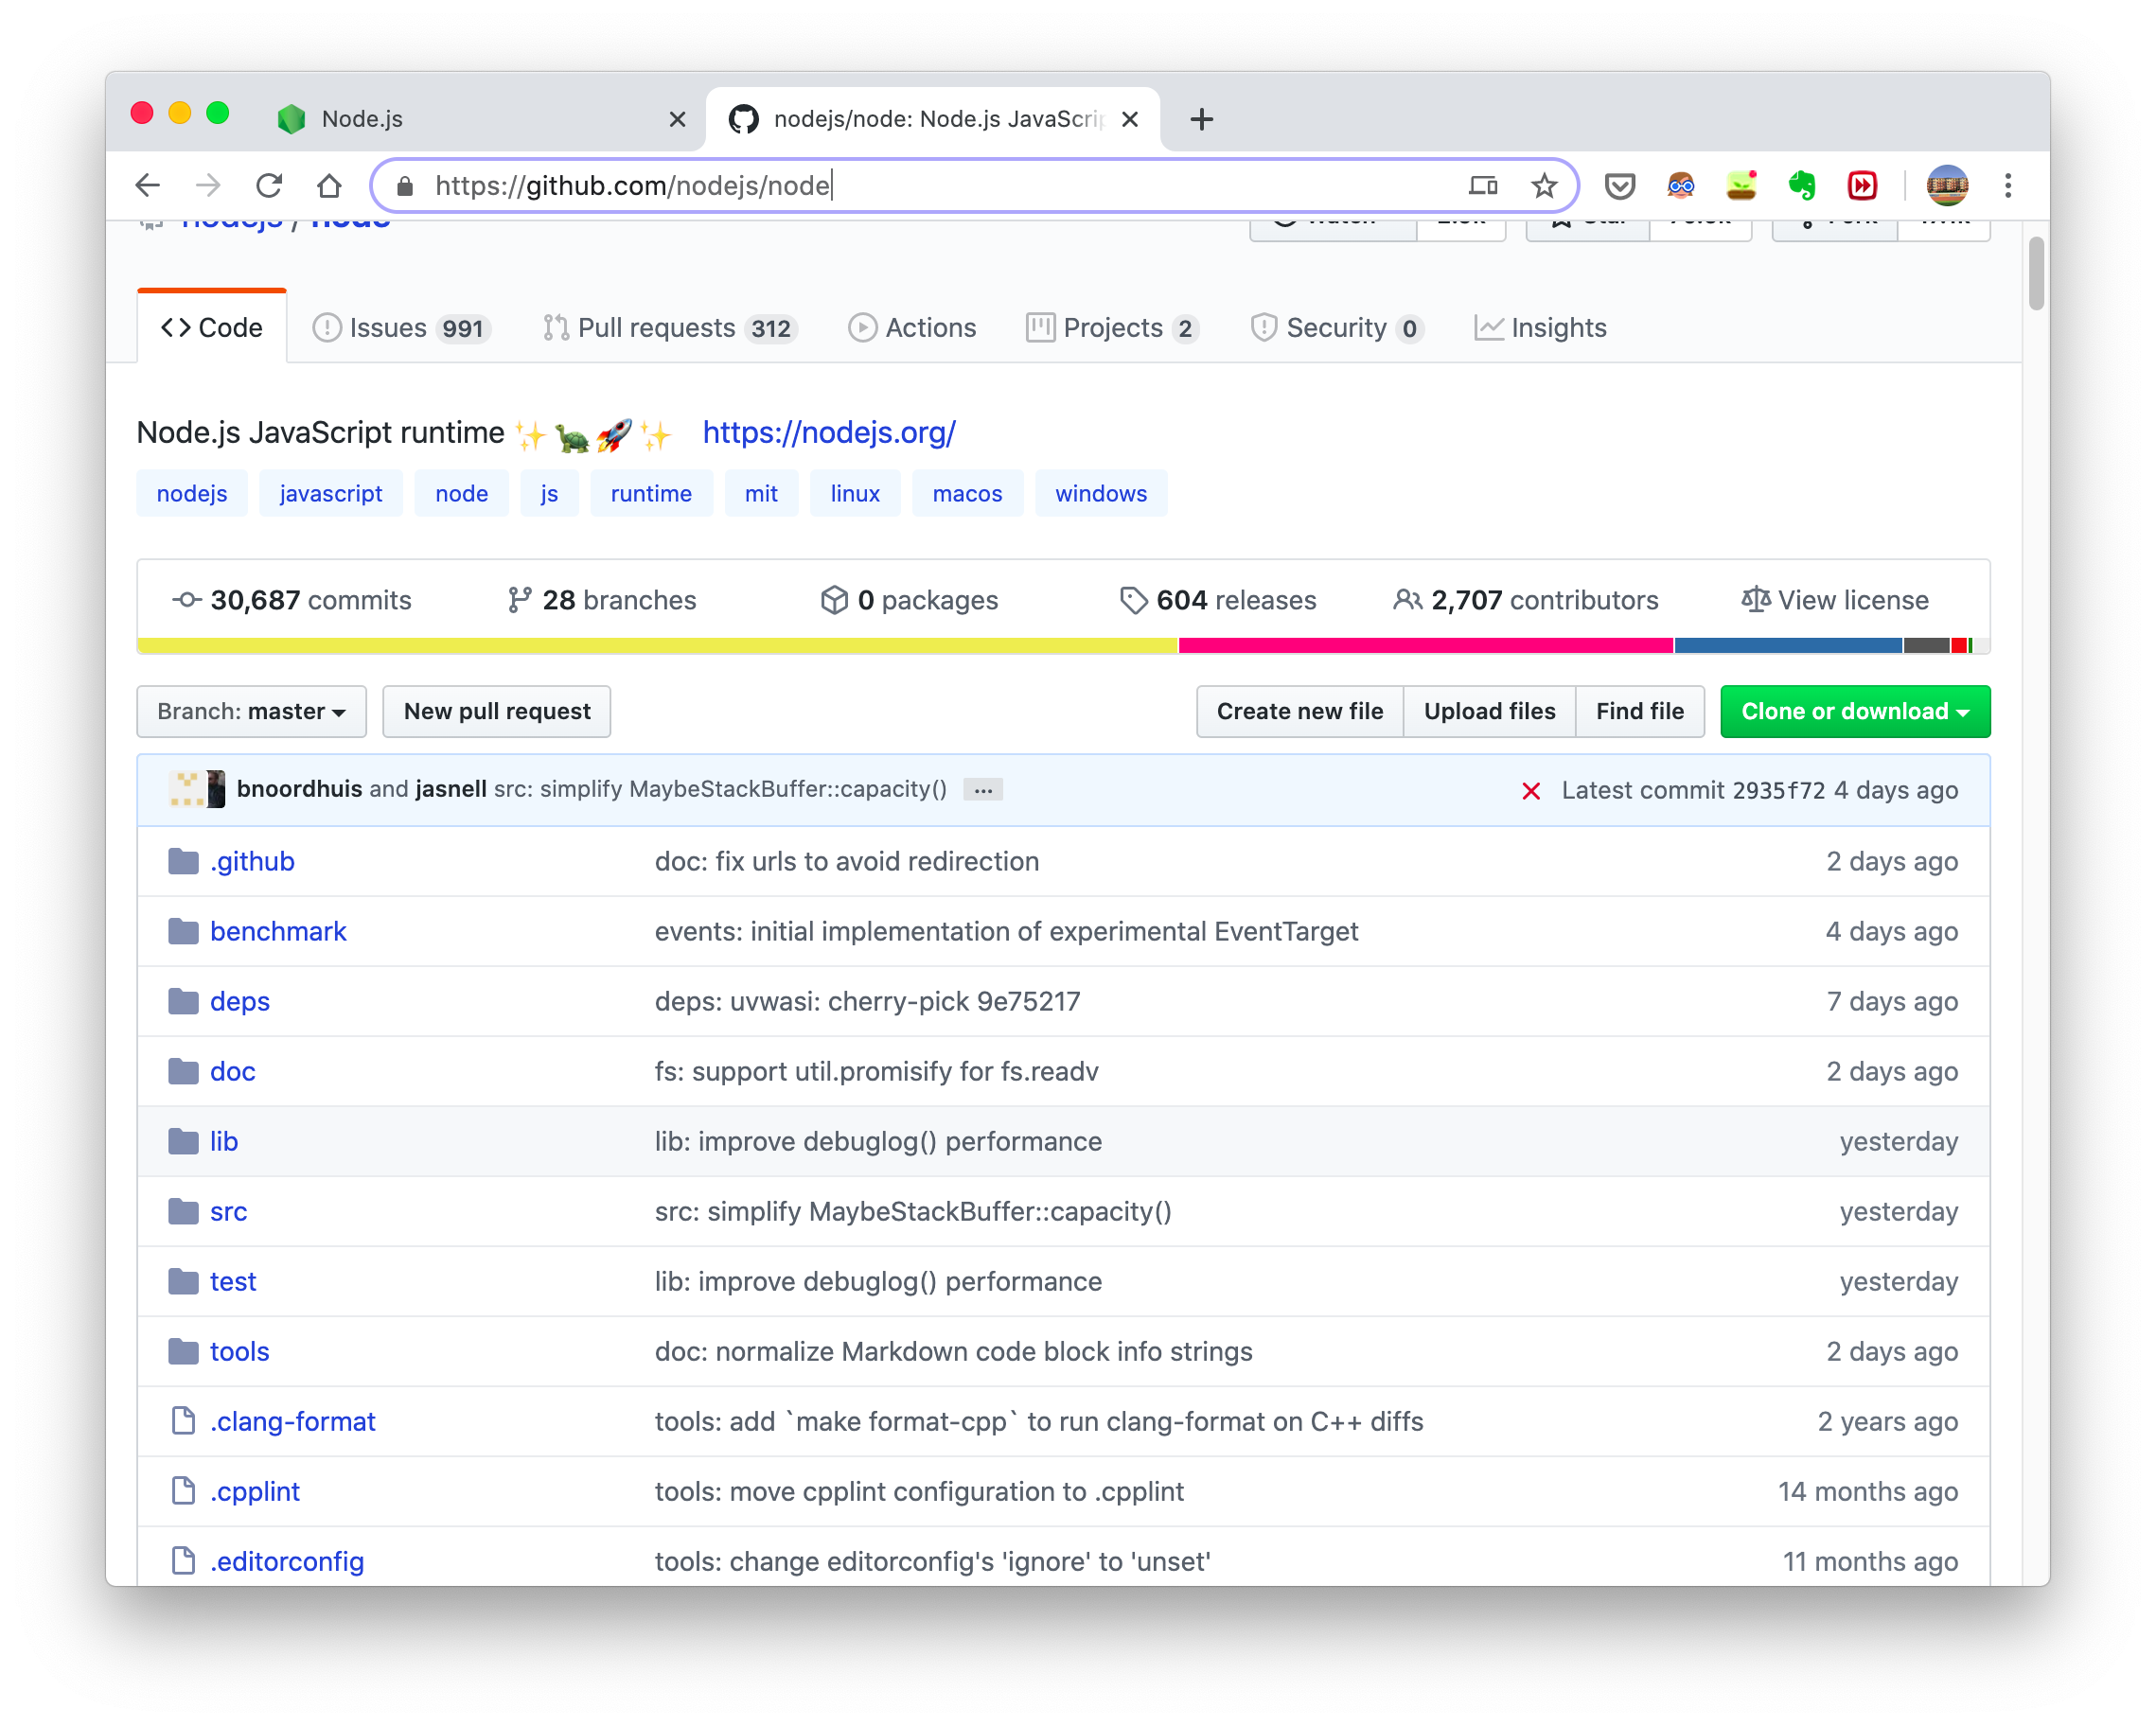 Node.js
nodejs/node: Node.js JavaScrip
https://github.com/nodejs/node
nodejs / node
Watch Star Fork
Code Issues 991 Pull requests 312 Actions Projects 2 Security 0 Insights
Node.js JavaScript runtime ✨🐢🚀✨ https://nodejs.org/
nodejs javascript node js runtime mit linux macos windows
30,687 commits 28 branches 0 packages 604 releases 2,707 contributors View license
Branch: master New pull request Create new file Upload files Find file Clone or download
bnoordhuis and jasnell src: simplify MaybeStackBuffer::capacity() ... Latest commit 2935f72 4 days ago
.github doc: fix urls to avoid redirection 2 days ago
benchmark events: initial implementation of experimental EventTarget 4 days ago
deps deps: uvwasi: cherry-pick 9e75217 7 days ago
doc fs: support util.promisify for fs.readv 2 days ago
lib lib: improve debuglog() performance yesterday
src src: simplify MaybeStackBuffer::capacity() yesterday
test lib: improve debuglog() performance yesterday
tools doc: normalize Markdown code block info strings 2 days ago
.clang-format tools: add `make format-cpp` to run clang-format on C++ diffs 2 years ago
.cpplint tools: move cpplint configuration to .cpplint 14 months ago
.editorconfig tools: change editorconfig's 'ignore' to 'unset' 11 months ago